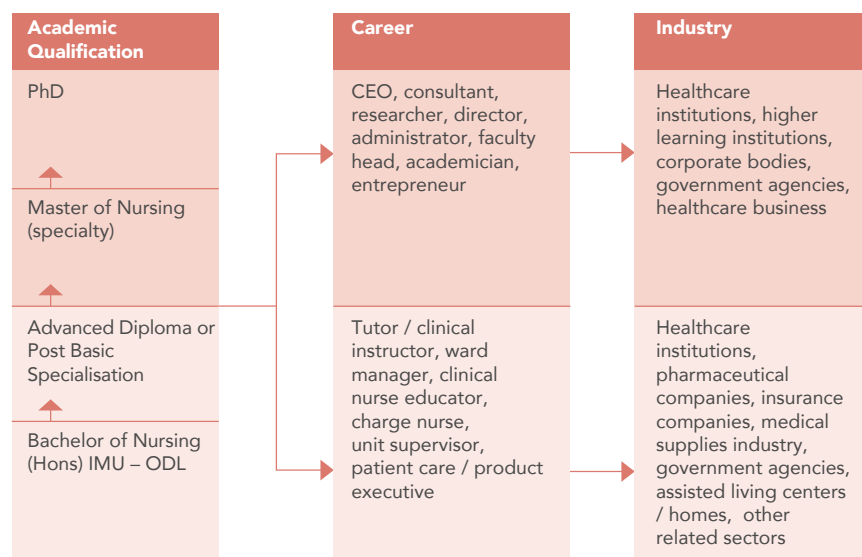 Academic
Qualification
PhD
Master of Nursing
(specialty)
Advanced Diploma or
Post Basic
Specialisation
Bachelor of Nursing
(Hons) IMU – ODL
Career
CEO, consultant,
researcher, director,
administrator, faculty
head, academician,
entrepreneur
Tutor / clinical
instructor, ward
manager, clinical
nurse educator,
charge nurse,
unit supervisor,
patient care / product
executive
Industry
Healthcare
institutions, higher
learning institutions,
corporate bodies,
government agencies,
healthcare business
Healthcare
institutions,
pharmaceutical
companies, insurance
companies, medical
supplies industry,
government agencies,
assisted living centers
/ homes, other
related sectors